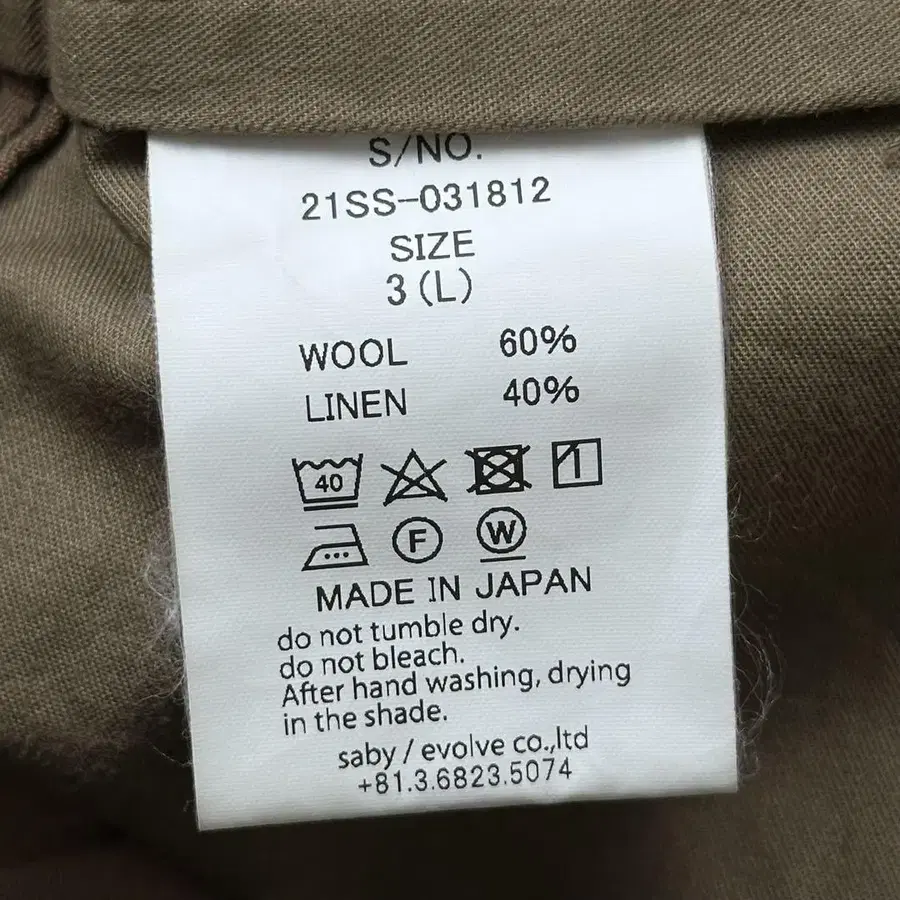 S/NO.
21SS-031812
SIZE
3 (L)
WOOL 60%
LINEN 40%
40
F W
MADE IN JAPAN
do not tumble dry.
do not bleach.
After hand washing, drying
in the shade.
saby / evolve co.,ltd
+81.3.6823.5074